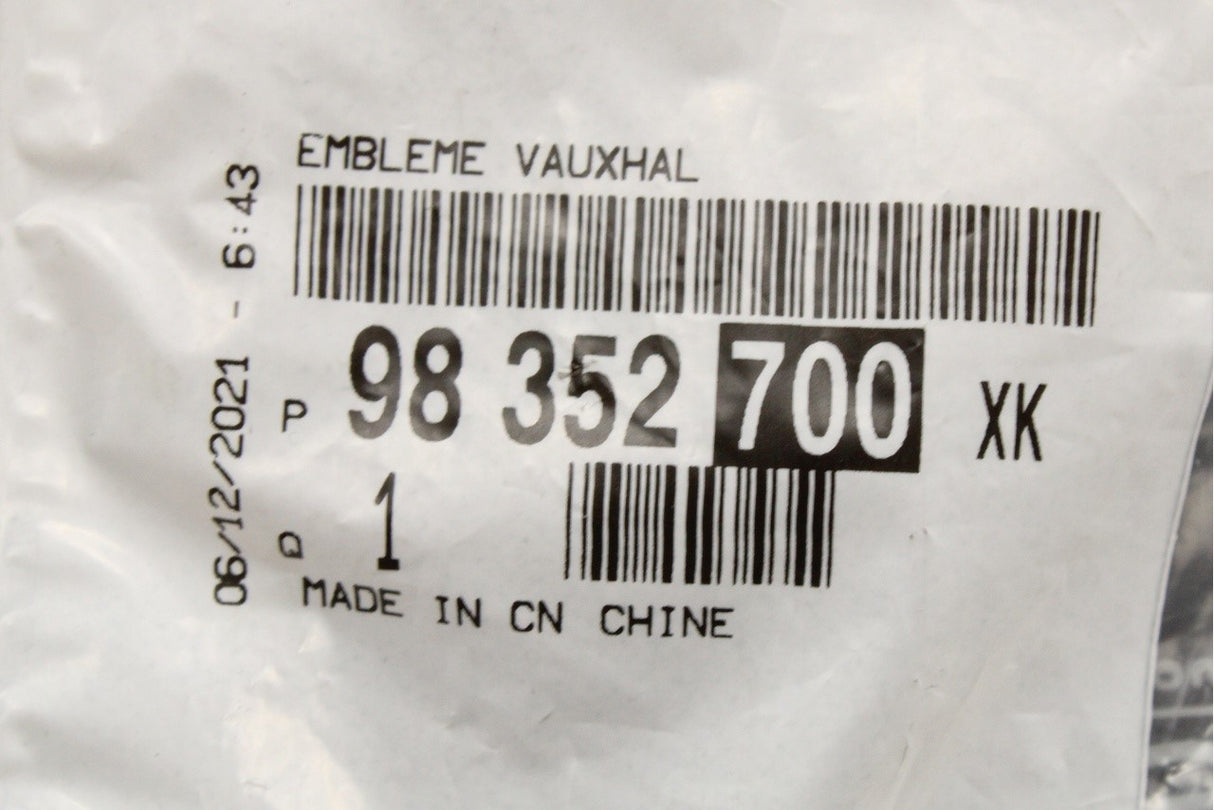 EMBLEME VAUXHAL
06/12/2021 - 6:43
P 98 352 700 XK
Q 1
MADE IN CN CHINE